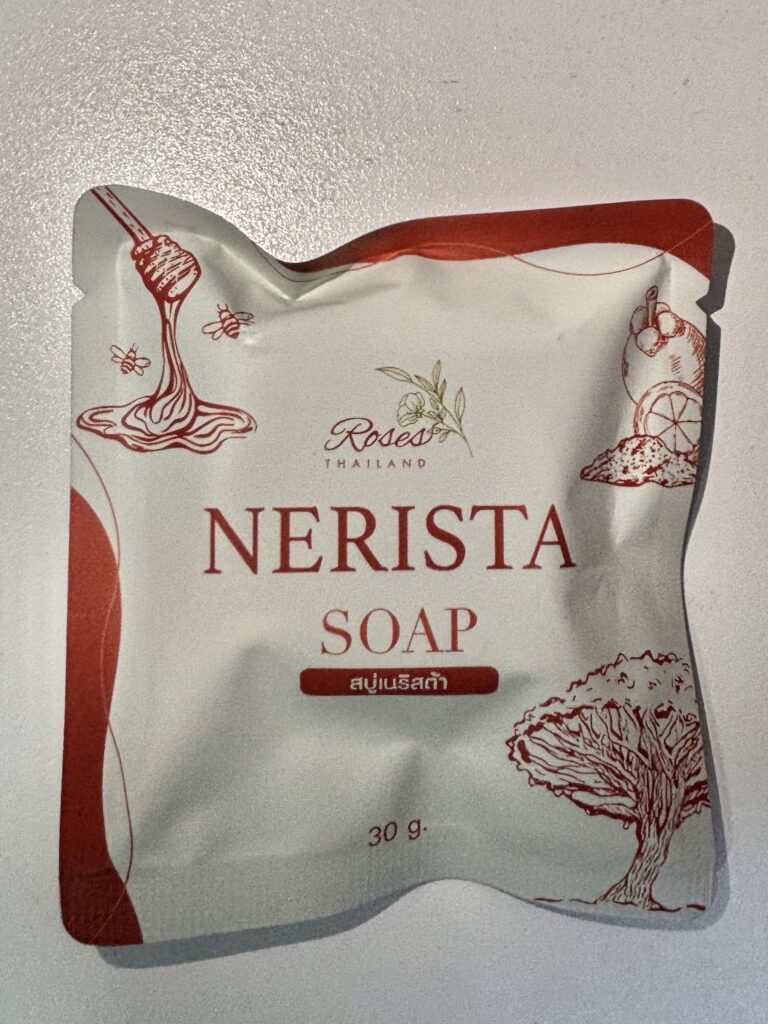 Roses
THAILAND
NERISTA
SOAP
สบู่เนริสต้า
30 g.